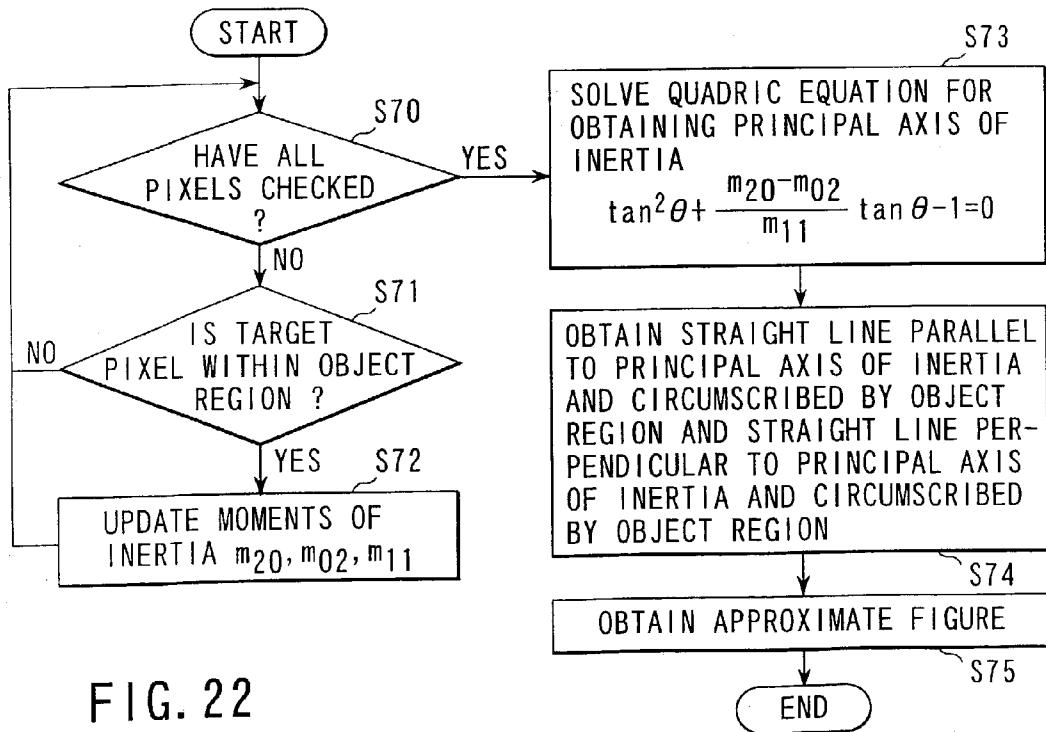 START
S70
HAVE ALL
PIXELS CHECKED
?
YES
NO
S71
IS TARGET
PIXEL WITHIN OBJECT
REGION ?
NO
YES
S72
UPDATE MOMENTS OF
INERTIA m20, m02, m11
S73
SOLVE QUADRIC EQUATION FOR
OBTAINING PRINCIPAL AXIS OF
INERTIA
tan²θ + (m20-m02)/m11 tan θ -1=0
OBTAIN STRAIGHT LINE PARALLEL
TO PRINCIPAL AXIS OF INERTIA
AND CIRCUMSCRIBED BY OBJECT
REGION AND STRAIGHT LINE PER-
PENDICULAR TO PRINCIPAL AXIS
OF INERTIA AND CIRCUMSCRIBED
BY OBJECT REGION
S74
OBTAIN APPROXIMATE FIGURE
S75
END
FIG. 22